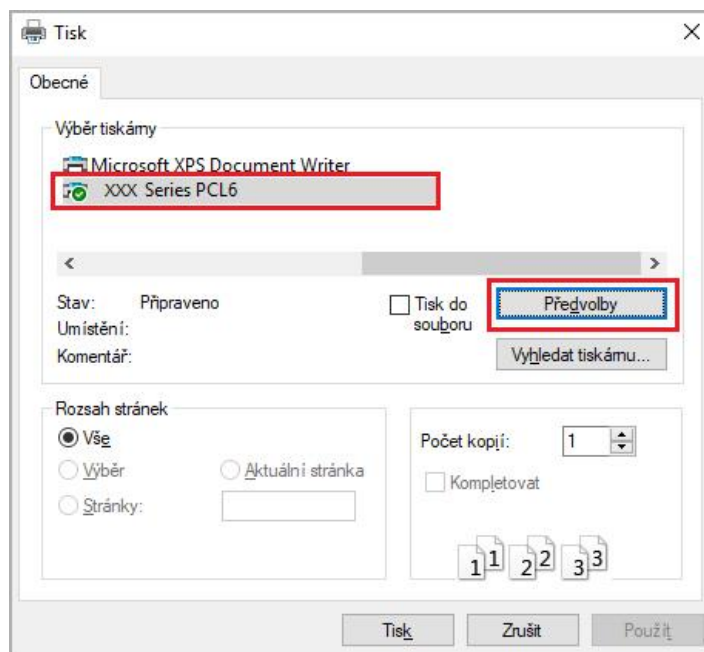 Tisk
Obecné
Výběr tiskárny
Microsoft XPS Document Writer
XXX Series PCL6
Stav: Připraveno
Umístění:
Komentář:
Tisk do souboru
Předvolby
Vyhledat tiskárnu...
Rozsah stránek
Vše
Výběr
Aktuální stránka
Stránky:
Počet kopií: 1
Kompletovat
1 1 2 2 3 3
Tisk
Zrušit
Použít